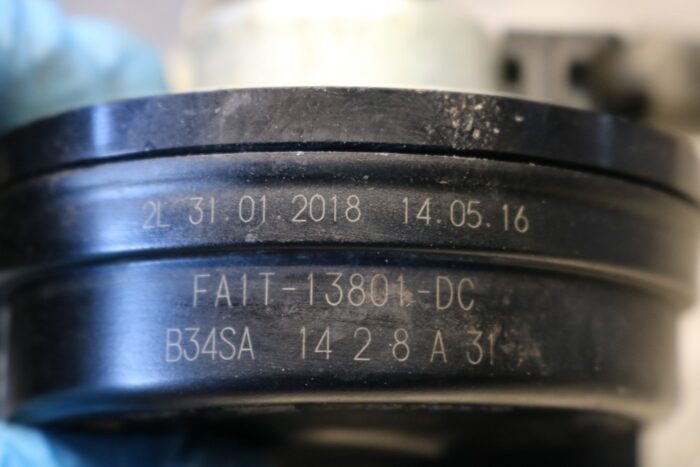 2L 31.01.2018 14.05.16
FA1T-13801-DC
B34SA 14 2 8 A 31